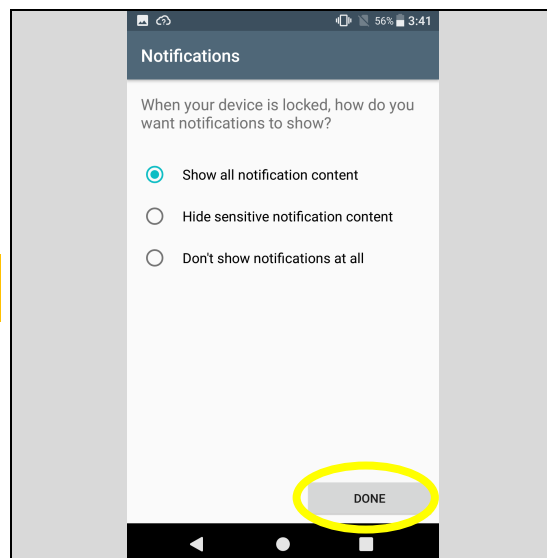 56% 3:41
Notifications
When your device is locked, how do you
want notifications to show?
Show all notification content
Hide sensitive notification content
Don't show notifications at all
DONE